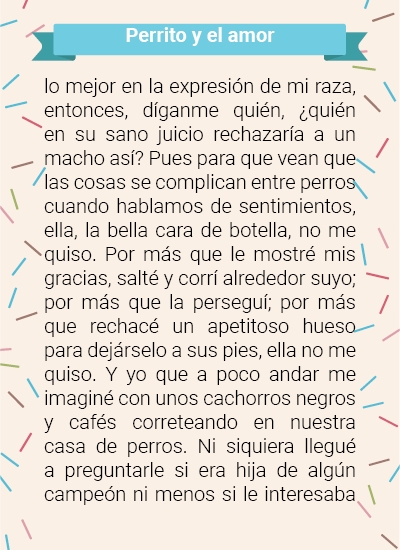 Perrito y el amor
lo mejor en la expresión de mi raza,
entonces, díganme quién, ¿quién
en su sano juicio rechazaría a un
macho así? Pues para que vean que
las cosas se complican entre perros
cuando hablamos de sentimientos,
ella, la bella cara de botella, no me
quiso. Por más que le mostré mis
gracias, salté y corrí alrededor suyo;
por más que la perseguí; por más
que rechacé un apetitoso hueso
para dejárselo a sus pies, ella no me
quiso. Y yo que a poco andar me
imaginé con unos cachorros negros
y cafés correteando en nuestra
casa de perros. Ni siquiera llegué
a preguntarle si era hija de algún
campeón ni menos si le interesaba